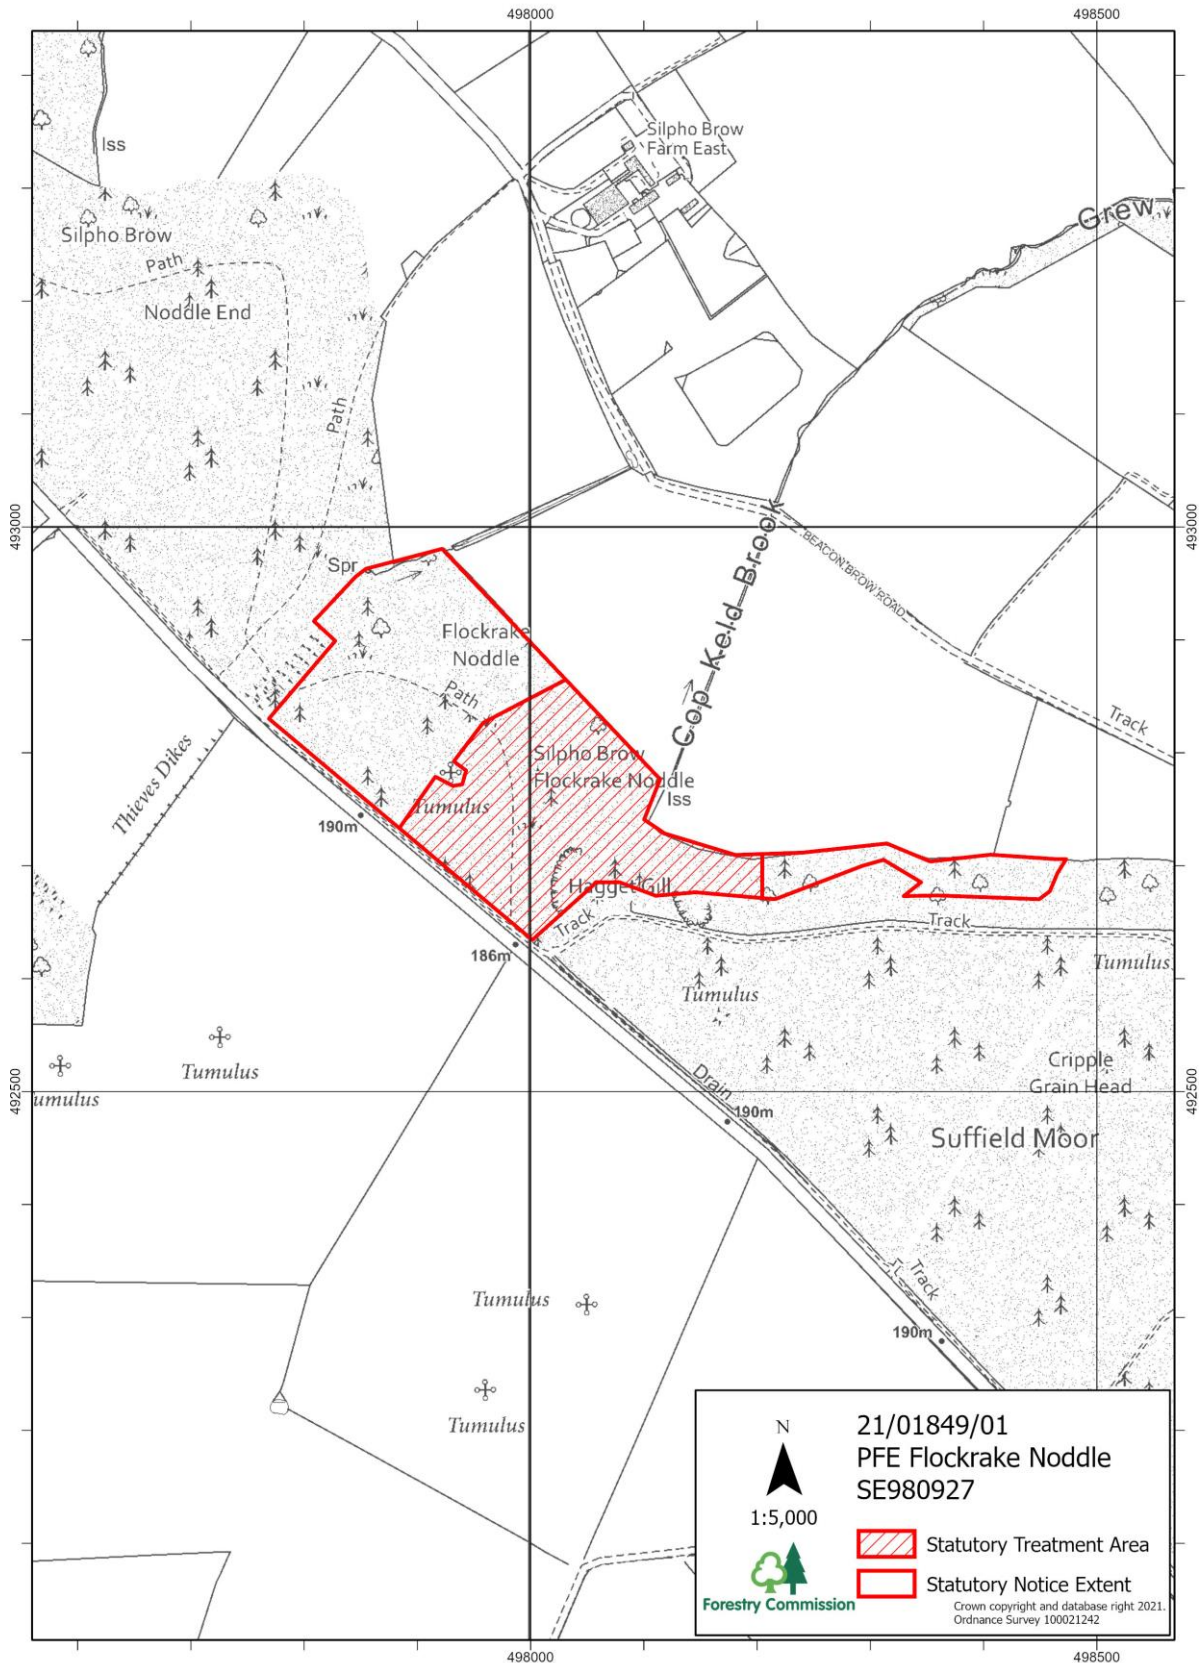 498000
498500
Iss
Silpho Brow
Farm East
Grew
Silpho Brow
Path
Noddle End
Path
493000
493000
Spr
Cop Keld Brook
BEACON BROW ROAD
Flockrake
Noddle
Path
Track
Silpho Brow
Flockrake Noddle
Iss
Thieves Dikes
Tumulus
190m
Hagget Gill
Track
Track
186m
Tumulus
Tumulus
Tumulus
Cripple
Grain Head
Drain
492500
umulus
492500
190m
Suffield Moor
Track
Tumulus
190m
Tumulus
N
1:5,000
Forestry Commission
21/01849/01
PFE Flockrake Noddle
SE980927
Statutory Treatment Area
Statutory Notice Extent
Crown copyright and database right 2021.
Ordnance Survey 100021242
498000
498500